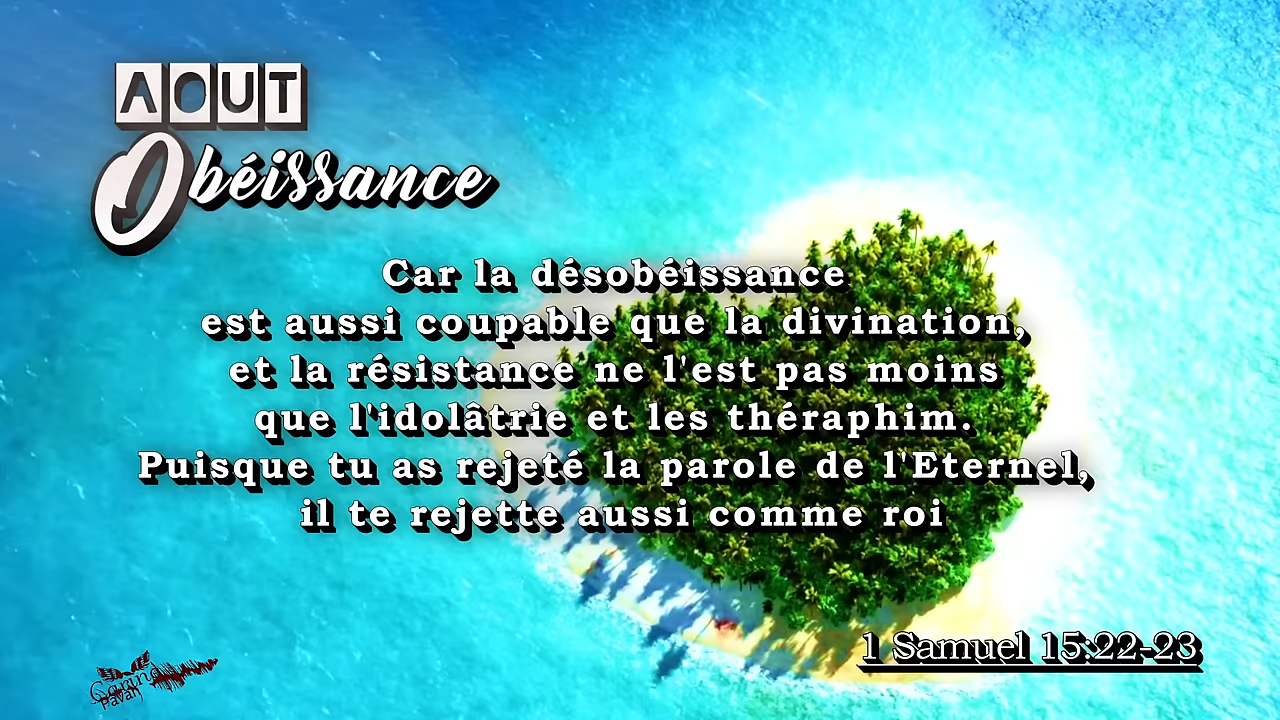 AOUT
Obéissance
Car la désobéissance
est aussi coupable que la divination,
et la résistance ne l'est pas moins
que l'idolâtrie et les théraphim.
Puisque tu as rejeté la parole de l'Eternel,
il te rejette aussi comme roi
1 Samuel 15:22-23
Pavan